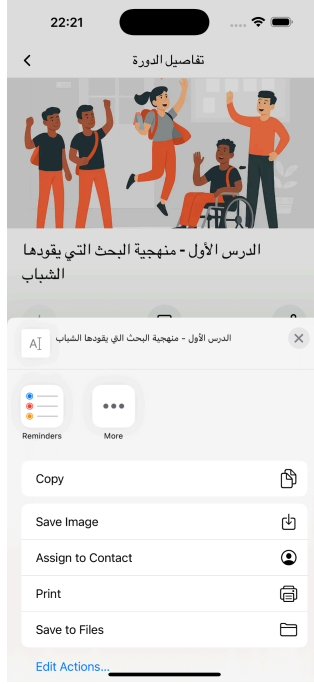 22:21
تفاصيل الدورة
الدرس الأول - منهجية البحث التي يقودها
الشباب
الدرس الأول - منهجية البحث التي يقودها الشباب
Reminders
More
Copy
Save Image
Assign to Contact
Print
Save to Files
Edit Actions...